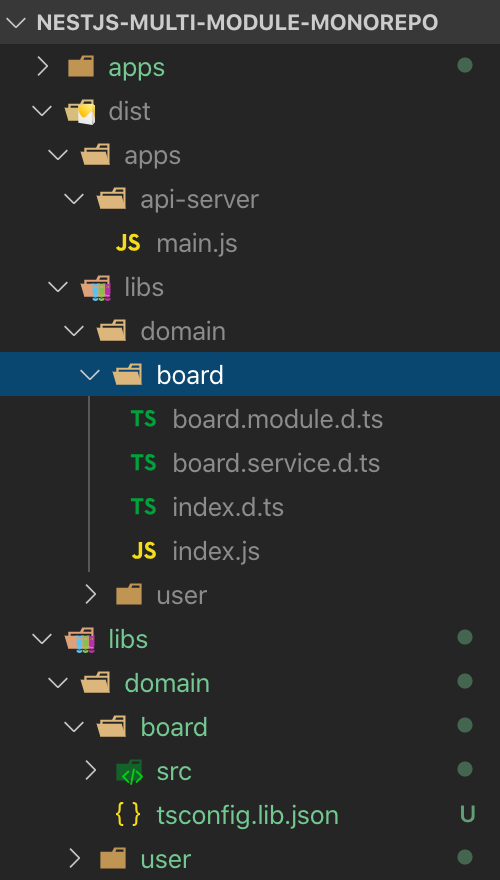 NESTJS-MULTI-MODULE-MONOREPO
apps
dist
apps
api-server
JS main.js
libs
domain
board
TS board.module.d.ts
TS board.service.d.ts
TS index.d.ts
JS index.js
user
libs
domain
board
src
{ } tsconfig.lib.json U
user